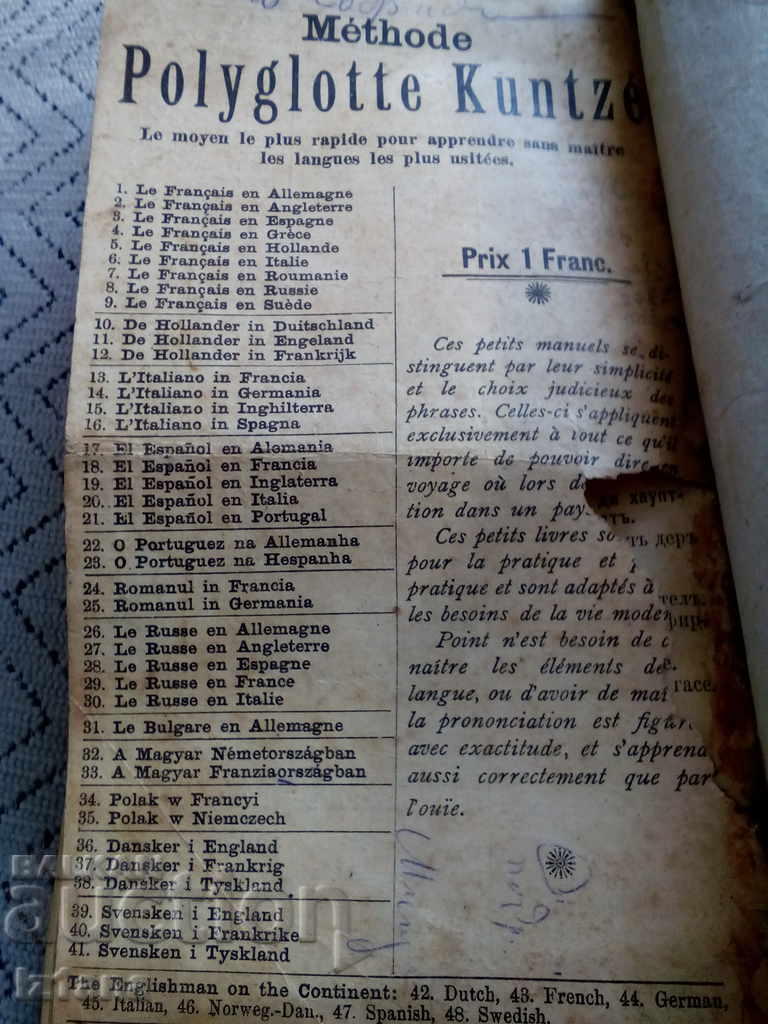 Méthode
Polyglotte Kuntze
Le moyen le plus rapide pour apprendre sans maître
les langues les plus usitées.
1. Le Français en Allemagne
2. Le Français en Angleterre
3. Le Français en Espagne
4. Le Français en Grèce
5. Le Français en Hollande
6. Le Français en Italie
7. Le Français en Roumanie
8. Le Français en Russie
9. Le Français en Suède
10. De Hollander in Duitschland
11. De Hollander in Engeland
12. De Hollander in Frankrijk
13. L'Italiano in Francia
14. L'Italiano in Germania
15. L'Italiano in Inghilterra
16. L'Italiano in Spagna
17. El Español en Alemania
18. El Español en Francia
19. El Español en Inglaterra
20. El Español en Italia
21. El Español en Portugal
22. O Portuguez na Allemanha
23. O Portuguez na Hespanha
24. Romanul in Francia
25. Romanul in Germania
26. Le Russe en Allemagne
27. Le Russe en Angleterre
28. Le Russe en Espagne
29. Le Russe en France
30. Le Russe en Italie
31. Le Bulgare en Allemagne
32. A Magyar Németországban
33. A Magyar Franziaországban
34. Polak w Francyi
35. Polak w Niemczech
36. Dansker i England
37. Dansker i Frankrig
38. Dansker i Tyskland
39. Svensken i England
40. Svensken i Frankrike
41. Svensken i Tyskland
Prix 1 Franc.
Ces petits manuels se di-
stinguent par leur simplicité
et le choix judicieux des
phrases. Celles-ci s'appliquent
exclusivement à tout ce qu'il
importe de pouvoir dire en
voyage où lors de
tion dans un pays
Ces petits livres so
pour la pratique et
pratique et sont adaptés à
les besoins de la vie moder
Point n'est besoin de c
naître les éléments de
langue, ou d'avoir de maî
la prononciation est figu
avec exactitude, et s'apprend
aussi correctement que par
l'ouïe.
хаупт-
деръ
The Englishman on the Continent: 42. Dutch, 43. French, 44. German,
45. Italian, 46. Norweg.-Dan., 47. Spanish, 48. Swedish.